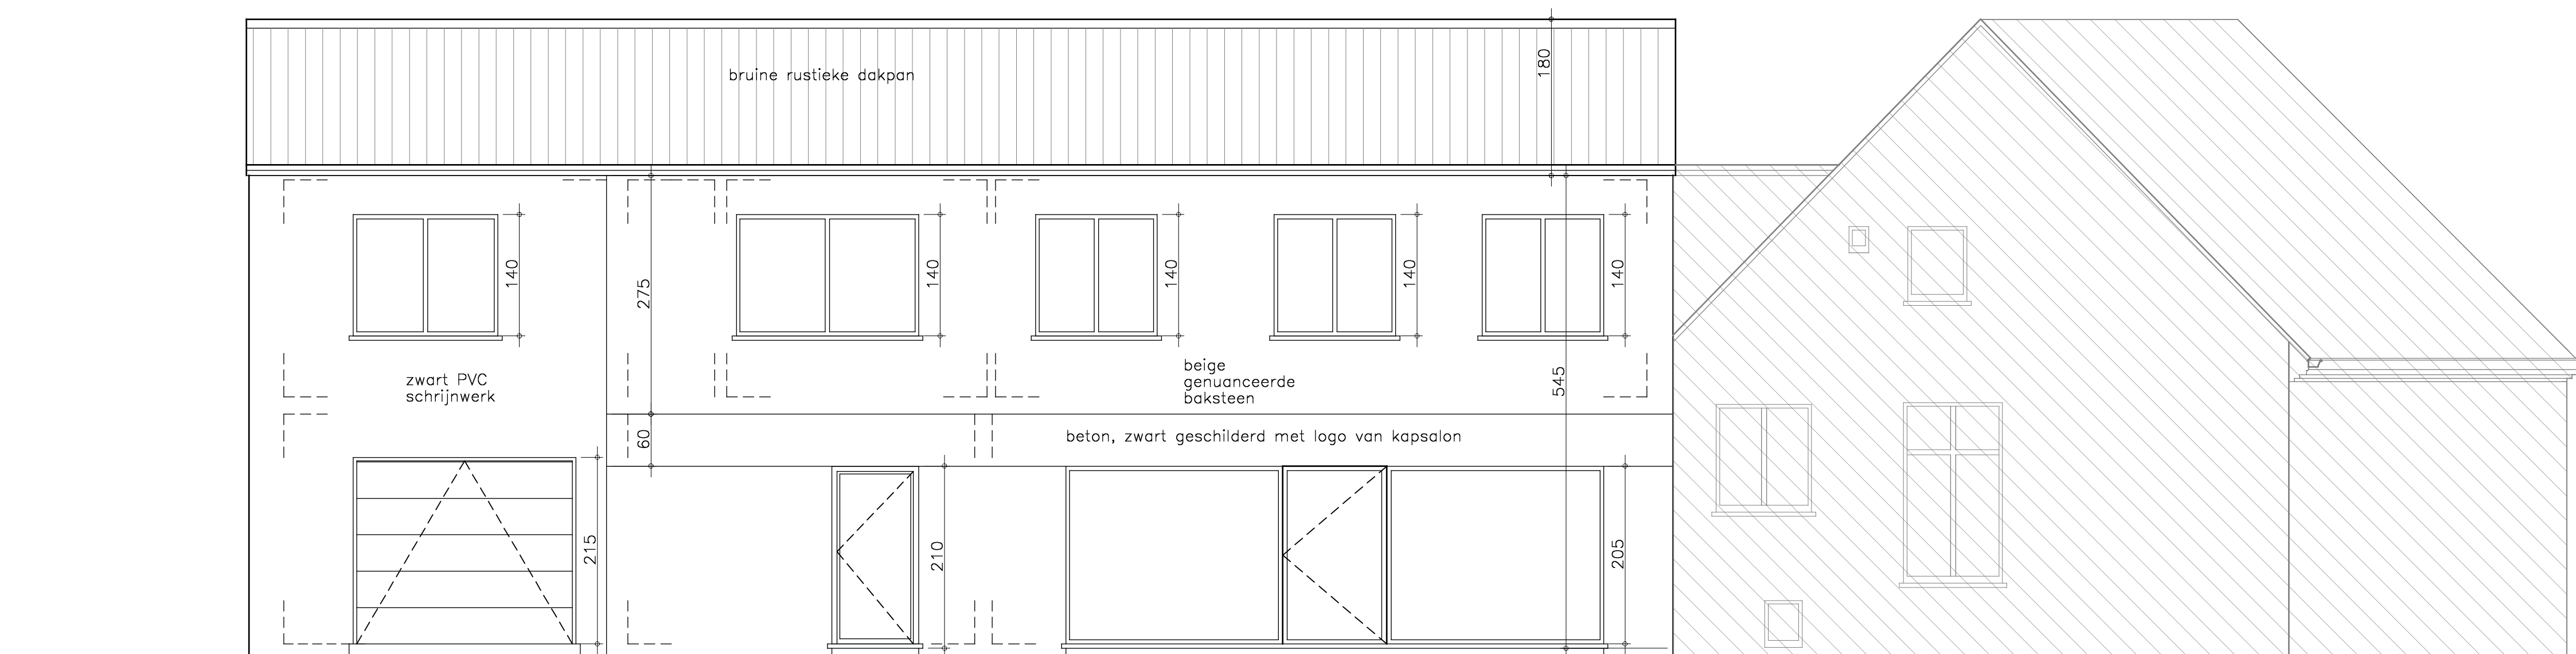 bruine rustieke dakpan
180
140
275
140
140
140
140
zwart PVC
schrijnwerk
beige
genuanceerde
baksteen
545
60
beton, zwart geschilderd met logo van kapsalon
215
210
205